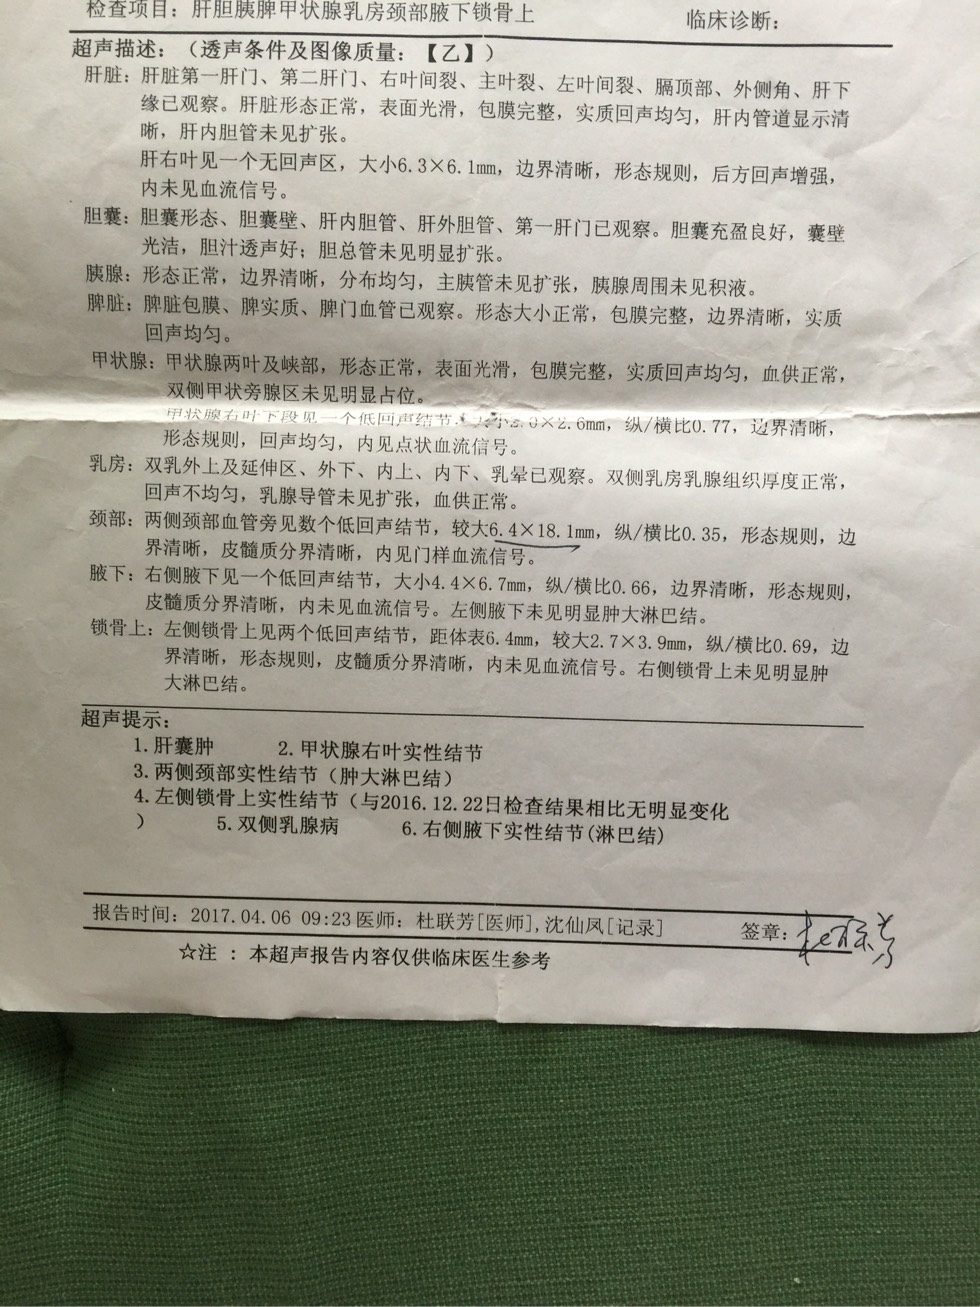 检查项目：肝胆胰脾甲状腺乳房颈部腋下锁骨上 临床诊断：
超声描述：（透声条件及图像质量：【乙】）
肝脏：肝脏第一肝门、第二肝门、右叶间裂、主叶裂、左叶间裂、膈顶部、外侧角、肝下
缘已观察。肝脏形态正常，表面光滑，包膜完整，实质回声均匀，肝内管道显示清
晰，肝内胆管未见扩张。
肝右叶见一个无回声区，大小6.3×6.1mm，边界清晰，形态规则，后方回声增强，
内未见血流信号。
胆囊：胆囊形态、胆囊壁、肝内胆管、肝外胆管、第一肝门已观察。胆囊充盈良好，囊壁
光洁，胆汁透声好；胆总管未见明显扩张。
胰腺：形态正常，边界清晰，分布均匀，主胰管未见扩张，胰腺周围未见积液。
脾脏：脾脏包膜、脾实质、脾门血管已观察。形态大小正常，包膜完整，边界清晰，实质
回声均匀。
甲状腺：甲状腺两叶及峡部，形态正常，表面光滑，包膜完整，实质回声均匀，血供正常，
双侧甲状旁腺区未见明显占位。
甲状腺右叶下段见一个低回声结节，×2.6mm，纵/横比0.77，边界清晰，
形态规则，回声均匀，内见点状血流信号。
乳房：双乳外上及延伸区、外下、内上、内下、乳晕已观察。双侧乳房乳腺组织厚度正常，
回声不均匀，乳腺导管未见扩张，血供正常。
颈部：两侧颈部血管旁见数个低回声结节，较大6.4×18.1mm，纵/横比0.35，形态规则，边
界清晰，皮髓质分界清晰，内见门样血流信号。
腋下：右侧腋下见一个低回声结节，大小4.4×6.7mm，纵/横比0.66，边界清晰，形态规则，
皮髓质分界清晰，内未见血流信号。左侧腋下未见明显肿大淋巴结。
锁骨上：左侧锁骨上见两个低回声结节，距体表6.4mm，较大2.7×3.9mm，纵/横比0.69，边
界清晰，形态规则，皮髓质分界清晰，内未见血流信号。右侧锁骨上未见明显肿
大淋巴结。
超声提示：
1.肝囊肿 2.甲状腺右叶实性结节
3.两侧颈部实性结节（肿大淋巴结）
4.左侧锁骨上实性结节（与2016.12.22日检查结果相比无明显变化
） 5.双侧乳腺病 6.右侧腋下实性结节(淋巴结)
报告时间：2017.04.06 09:23医师：杜联芳[医师],沈仙凤[记录] 签章：杜联芳
☆注 ：本超声报告内容仅供临床医生参考